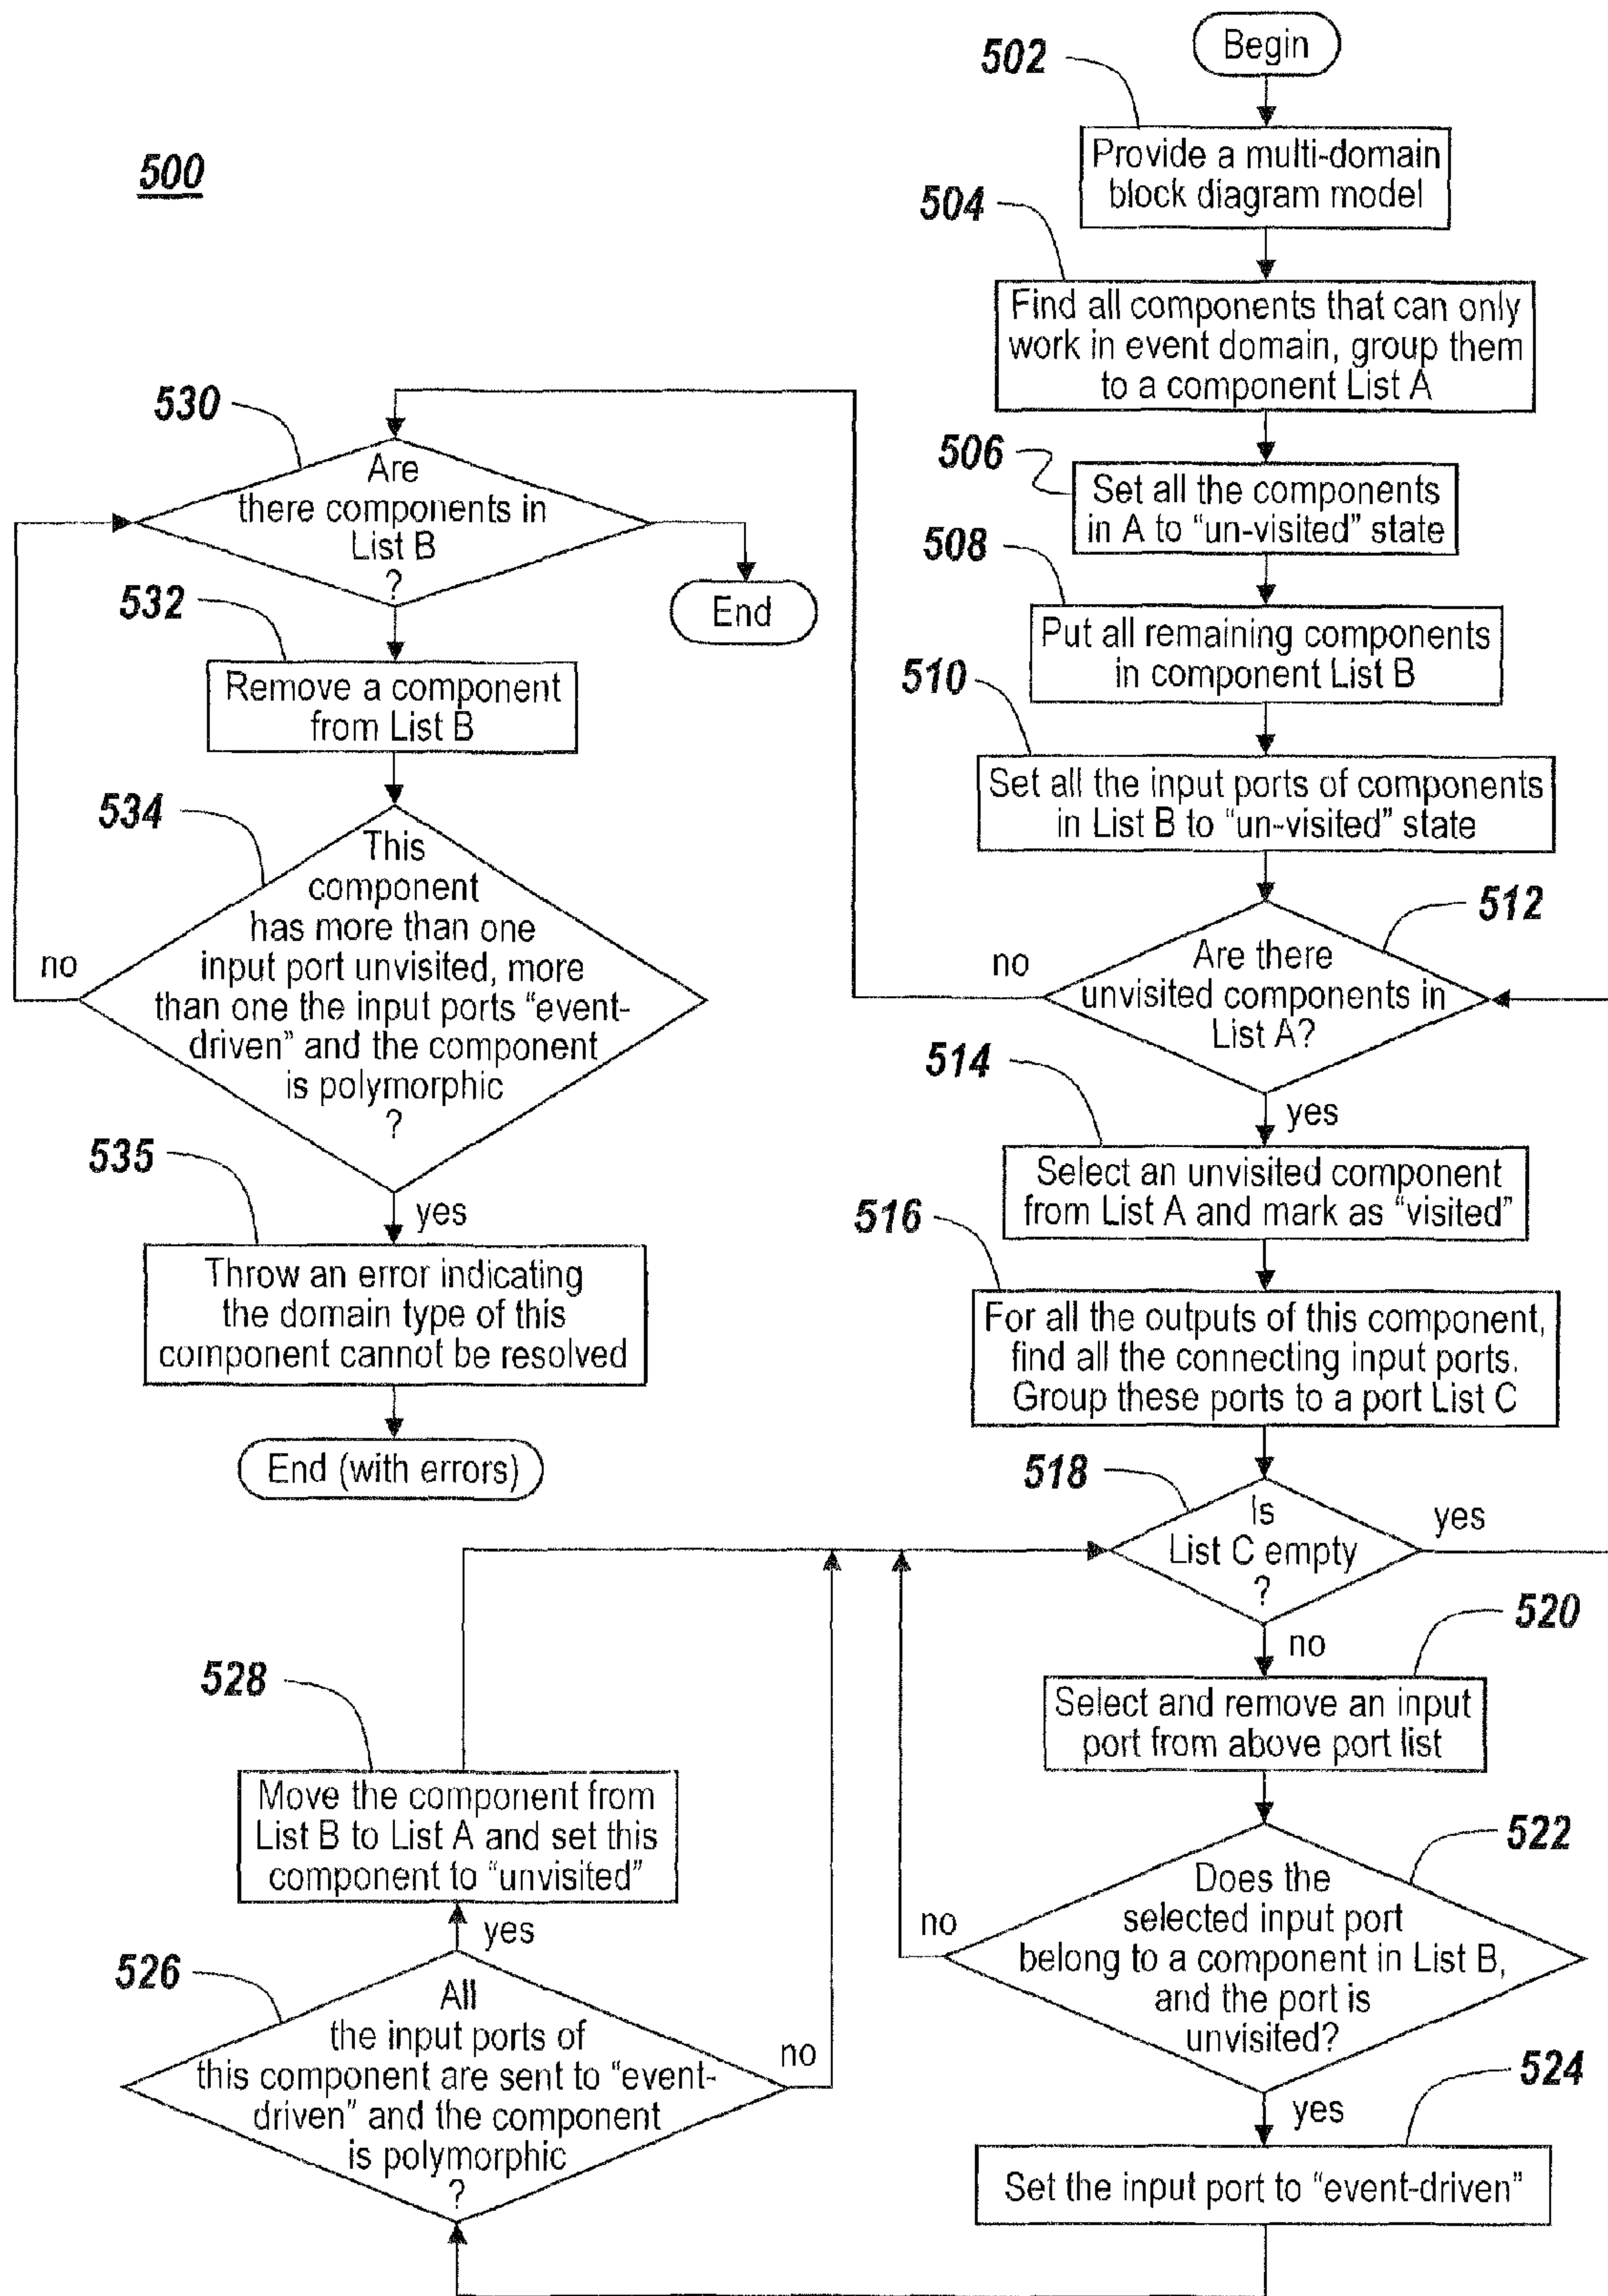 500
Begin
502
Provide a multi-domain
block diagram model
504
Find all components that can only
work in event domain, group them
to a component List A
506
Set all the components
in A to “un-visited” state
508
Put all remaining components
in component List B
510
Set all the input ports of components
in List B to “un-visited” state
512
Are there
unvisited components in
List A?
no
yes
514
Select an unvisited component
from List A and mark as “visited”
516
For all the outputs of this component,
find all the connecting input ports.
Group these ports to a port List C
518
Is
List C empty
?
yes
no
520
Select and remove an input
port from above port list
522
Does the
selected input port
belong to a component in List B,
and the port is
unvisited?
no
yes
524
Set the input port to “event-driven”
526
All
the input ports of
this component are sent to “event-
driven” and the component
is polymorphic
?
no
yes
528
Move the component from
List B to List A and set this
component to “unvisited”
530
Are
there components in
List B
?
End
532
Remove a component
from List B
534
This
component
has more than one
input port unvisited, more
than one the input ports “event-
driven” and the component
is polymorphic
?
no
yes
535
Throw an error indicating
the domain type of this
component cannot be resolved
End (with errors)